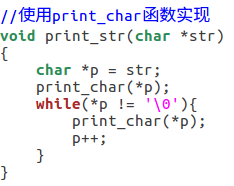 //使用print_char函数实现
void print_str(char *str)
{
    char *p = str;
    print_char(*p);
    while(*p != '\0'){
        print_char(*p);
        p++;
    }
}